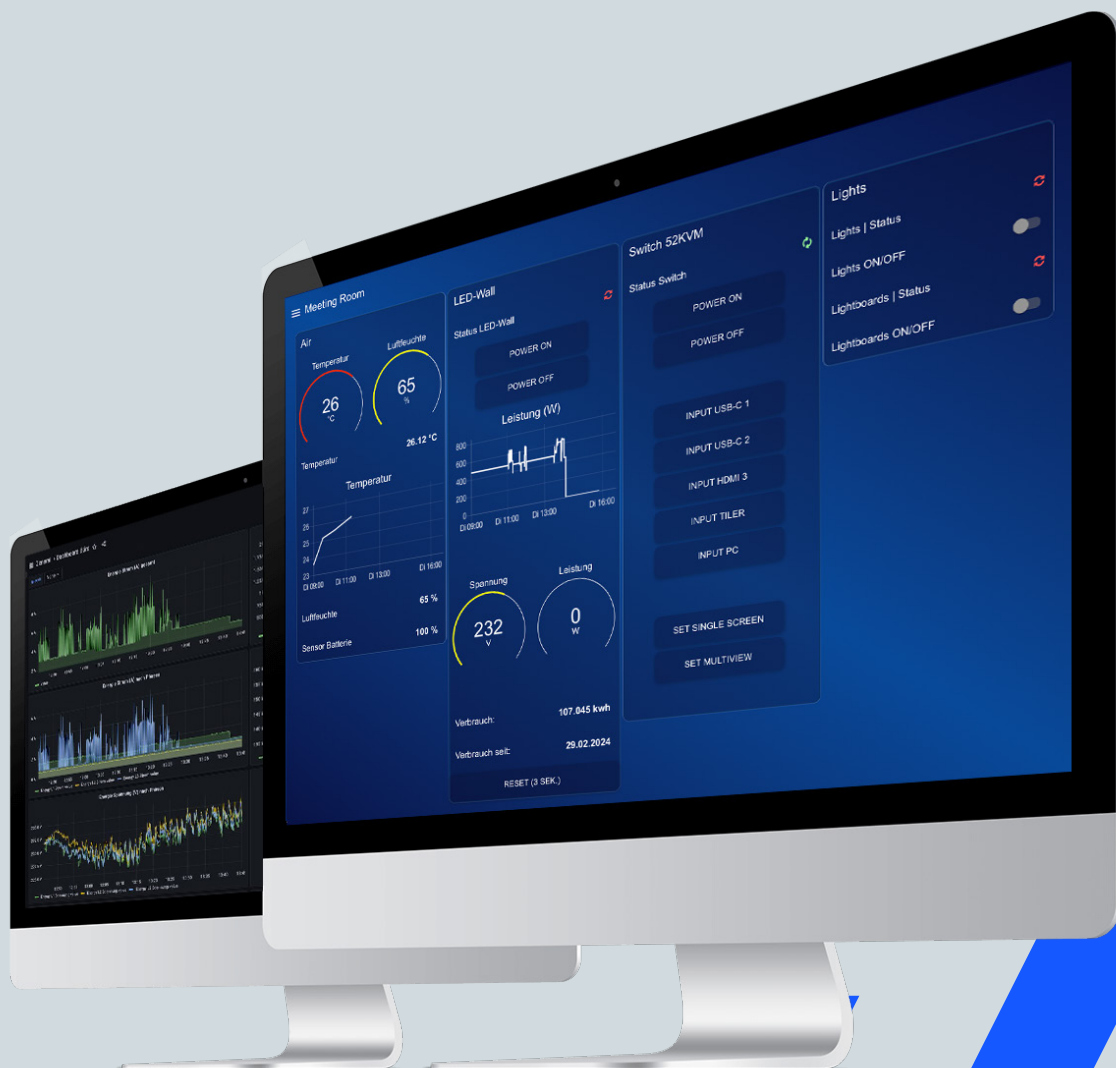 Meeting Room
Air
Temperatur
Luftfeuchte
26
°C
65
%
Temperatur
26.12 °C
Temperatur
27
26
25
24
23
Di 09:00
Di 11:00
Di 13:00
Di 16:00
Luftfeuchte
65 %
Sensor Batterie
100 %
LED-Wall
Status LED-Wall
POWER ON
POWER OFF
Leistung (W)
800
600
400
200
0
Di 09:00
Di 11:00
Di 13:00
Di 16:00
Spannung
Leistung
232
V
0
W
Verbrauch:
107.045 kwh
Verbrauch seit:
29.02.2024
RESET (3 SEK.)
Switch 52KVM
Status Switch
POWER ON
POWER OFF
INPUT USB-C 1
INPUT USB-C 2
INPUT HDMI 3
INPUT TILER
INPUT PC
SET SINGLE SCREEN
SET MULTIVIEW
Lights
Lights | Status
Lights ON/OFF
Lightboards | Status
Lightboards ON/OFF